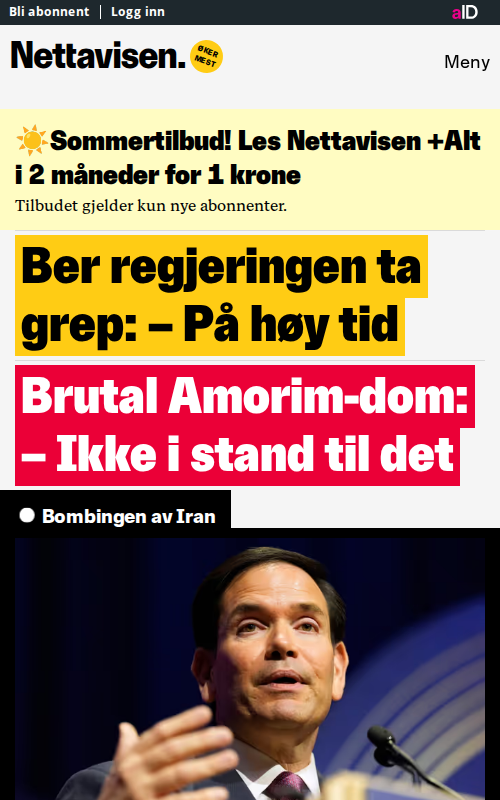 Bli abonnent | Logg inn
aID
Nettavisen.
ØKER
MEST
Meny
☀️Sommertilbud! Les Nettavisen +Alt
i 2 måneder for 1 krone
Tilbudet gjelder kun nye abonnenter.
Ber regjeringen ta
grep: – På høy tid
Brutal Amorim-dom:
– Ikke i stand til det
Bombingen av Iran